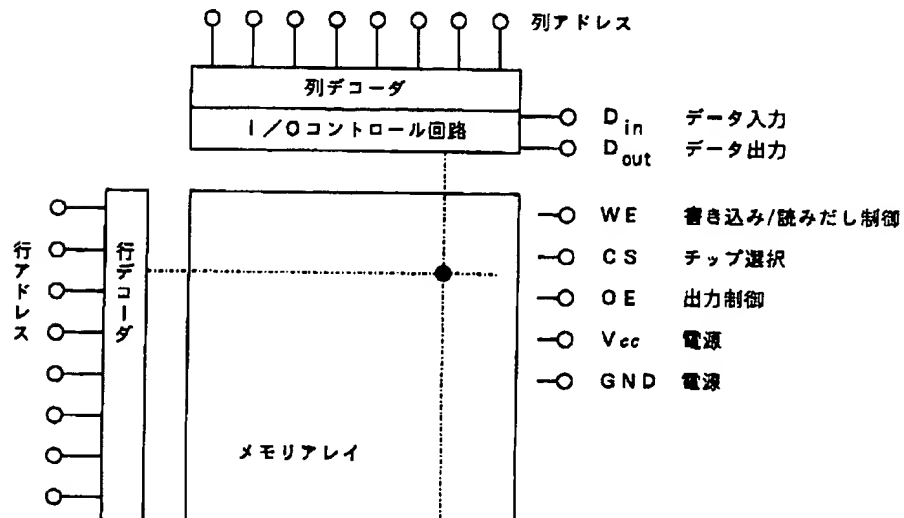 列アドレス
列デコーダ
I/Oコントロール回路
Din データ入力
Dout データ出力
WE 書き込み/読みだし制御
CS チップ選択
OE 出力制御
Vcc 電源
GND 電源
行アドレス
行デコーダ
メモリアレイ